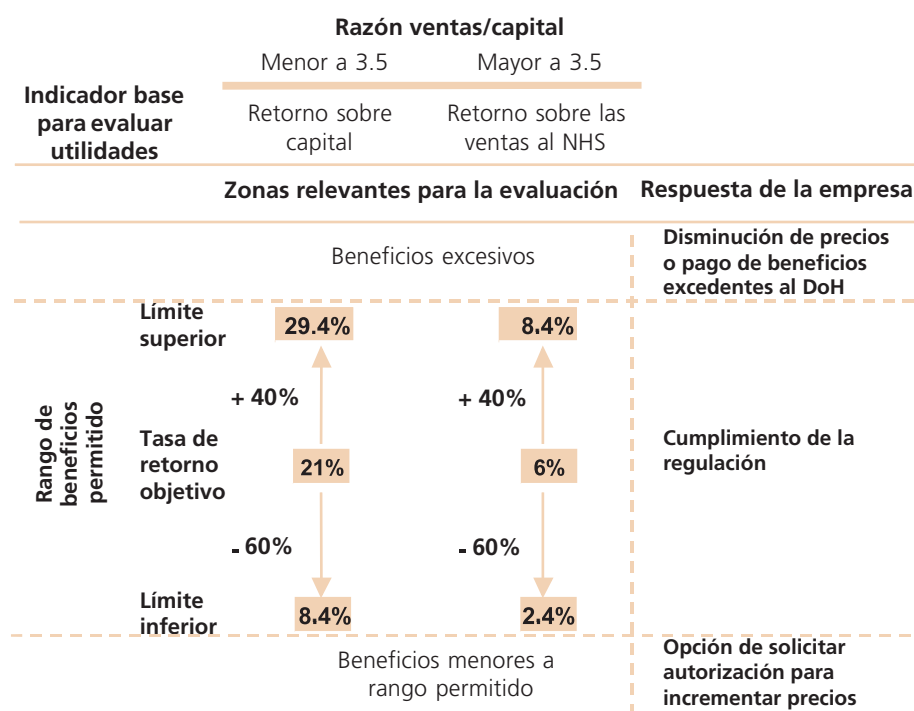 Razón ventas/capital
Menor a 3.5 Mayor a 3.5
Indicador base
para evaluar
utilidades
Retorno sobre
capital
Retorno sobre las
ventas al NHS
Zonas relevantes para la evaluación Respuesta de la empresa
Beneficios excesivos
Disminución de precios
o pago de beneficios
excedentes al DoH
Rango de
beneficios
permitido
Límite
superior
29.4% 8.4%
+ 40% + 40%
Tasa de
retorno
objetivo
21% 6%
Cumplimiento de la
regulación
- 60% - 60%
Límite
inferior
8.4% 2.4%
Beneficios menores a
rango permitido
Opción de solicitar
autorización para
incrementar precios